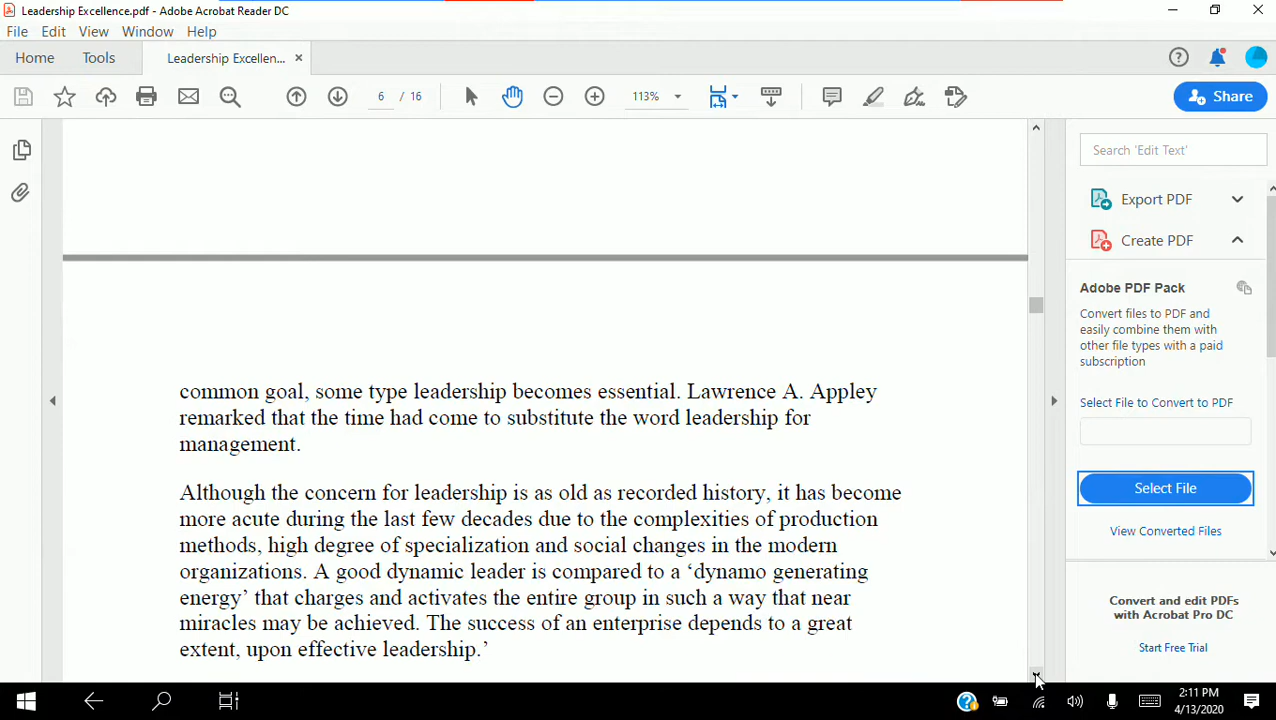 Leadership Excellence.pdf - Adobe Acrobat Reader DC
File Edit View Window Help
Home Tools Leadership Excellen... ×
6 / 16 113% Share
Search 'Edit Text'
Export PDF
Create PDF
Adobe PDF Pack
Convert files to PDF and
easily combine them with
other file types with a paid
subscription
Select File to Convert to PDF
Select File
View Converted Files
Convert and edit PDFs
with Acrobat Pro DC
Start Free Trial
common goal, some type leadership becomes essential. Lawrence A. Appley
remarked that the time had come to substitute the word leadership for
management.
Although the concern for leadership is as old as recorded history, it has become
more acute during the last few decades due to the complexities of production
methods, high degree of specialization and social changes in the modern
organizations. A good dynamic leader is compared to a ‘dynamo generating
energy’ that charges and activates the entire group in such a way that near
miracles may be achieved. The success of an enterprise depends to a great
extent, upon effective leadership.’
2:11 PM
4/13/2020